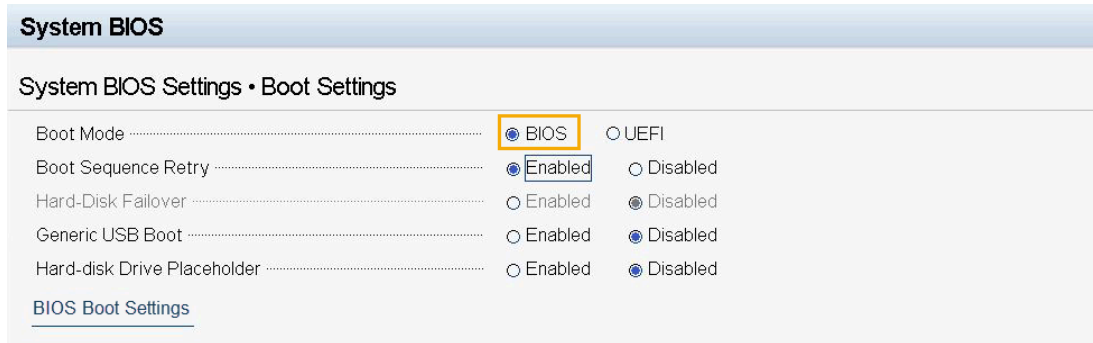 System BIOS
System BIOS Settings • Boot Settings
Boot Mode BIOS UEFI
Boot Sequence Retry Enabled Disabled
Hard-Disk Failover Enabled Disabled
Generic USB Boot Enabled Disabled
Hard-disk Drive Placeholder Enabled Disabled
BIOS Boot Settings